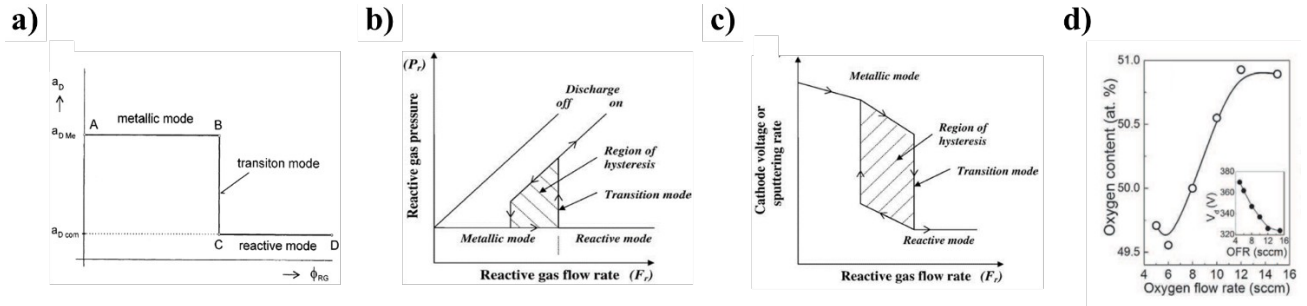 a)
a_D
↑
a_D Me
A
metallic mode
B
transiton mode
a_D com
C
reactive mode
D
→ ϕ_RG
b)
(P_r)
Reactive gas pressure
Discharge
off
on
Region of
hysteresis
Transition mode
Metallic mode
Reactive mode
Reactive gas flow rate (F_r)
c)
Cathode voltage or
sputtering rate
Metallic mode
Region of
hysteresis
Transition mode
Reactive mode
Reactive gas flow rate (F_r)
d)
Oxygen content (at. %)
51.0
50.5
50.0
49.5
4 6 8 10 12 14 16
Oxygen flow rate (sccm)
V_d (V)
380
360
340
320
4 8 12 16
OFR (sccm)